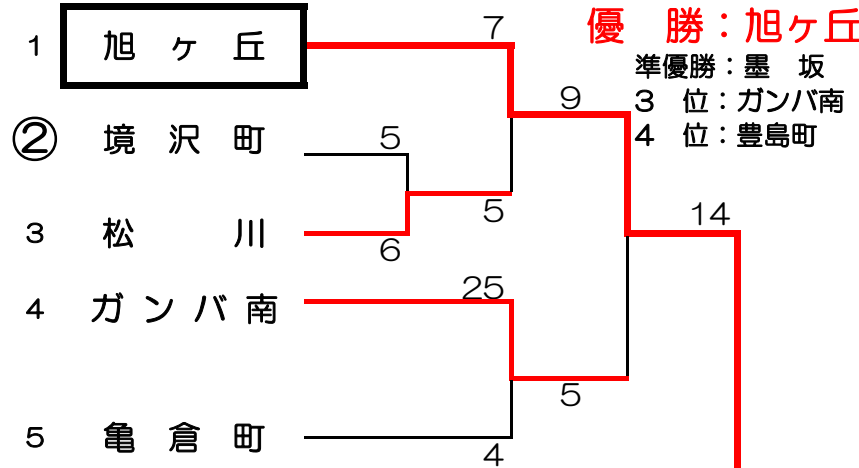 優　勝：旭ヶ丘
準優勝：墨　坂
３　位：ガンバ南
４　位：豊島町
1 旭ヶ丘 7
9
② 境沢町 5
5
14
3 松川 6
4 ガンバ南 25
5
5 亀倉町 4